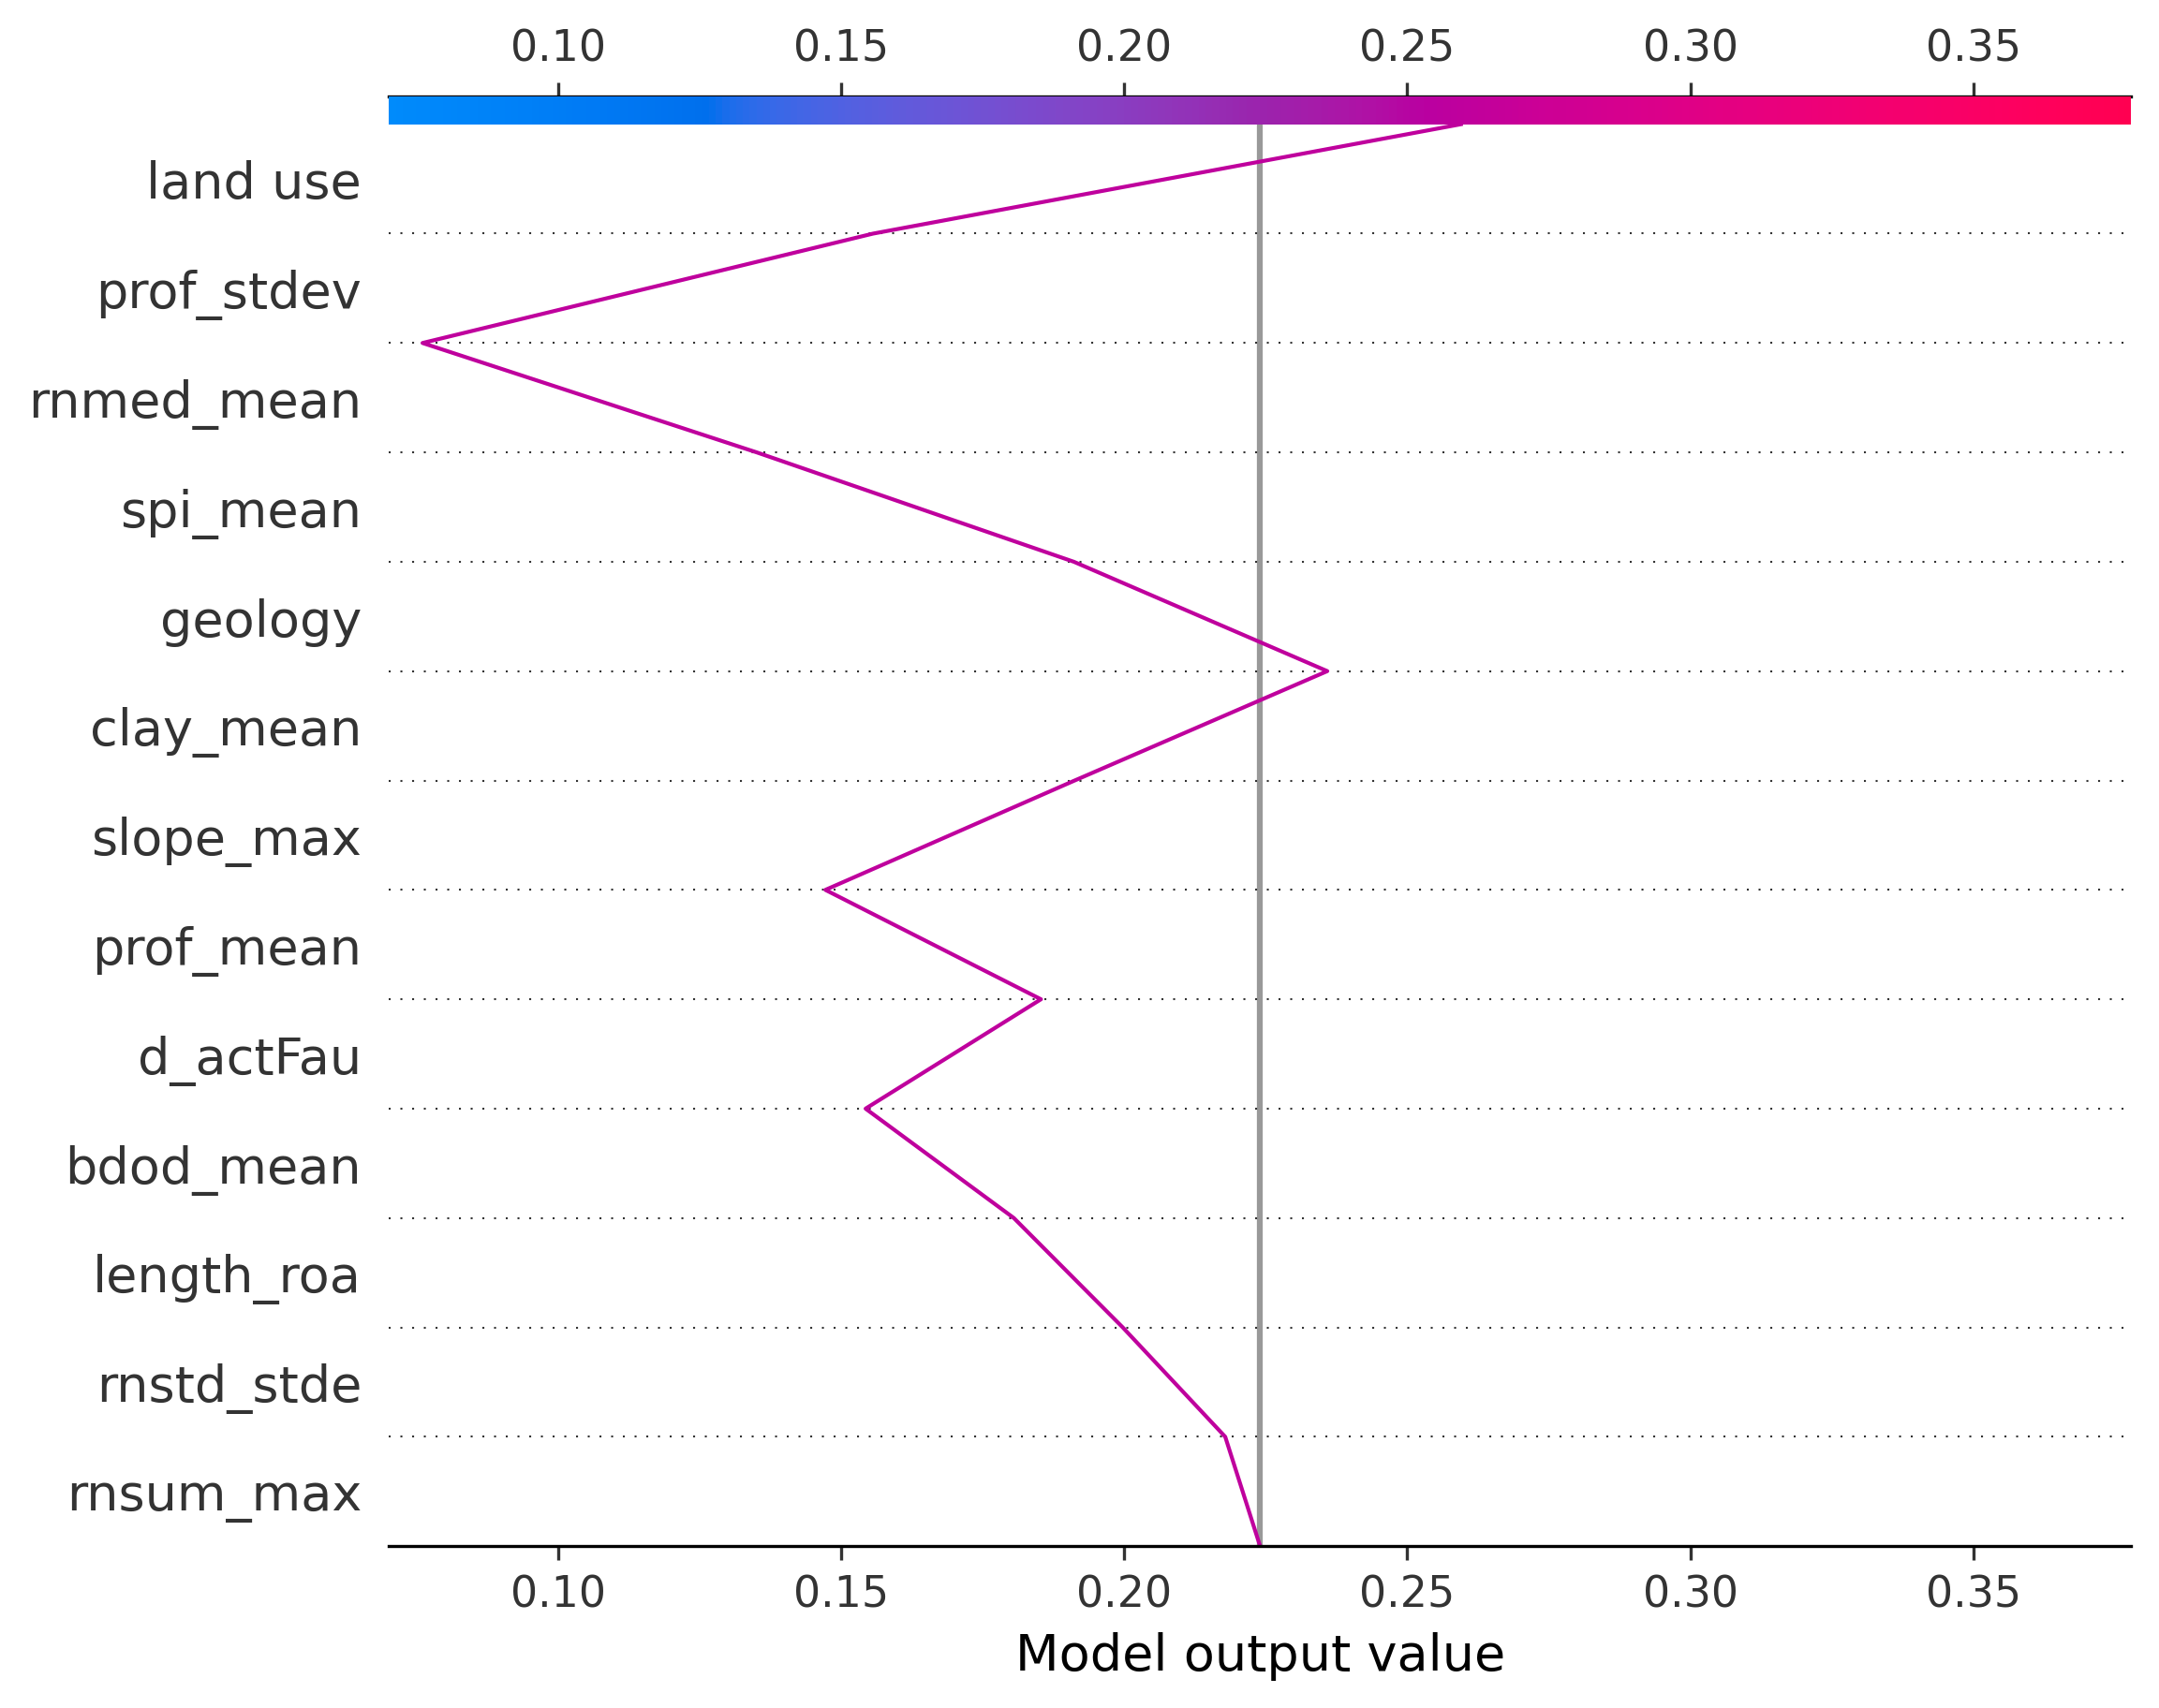 0.10 0.15 0.20 0.25 0.30 0.35
land use
prof_stdev
rnmed_mean
spi_mean
geology
clay_mean
slope_max
prof_mean
d_actFau
bdod_mean
length_roa
rnstd_stde
rnsum_max
0.10 0.15 0.20 0.25 0.30 0.35
Model output value